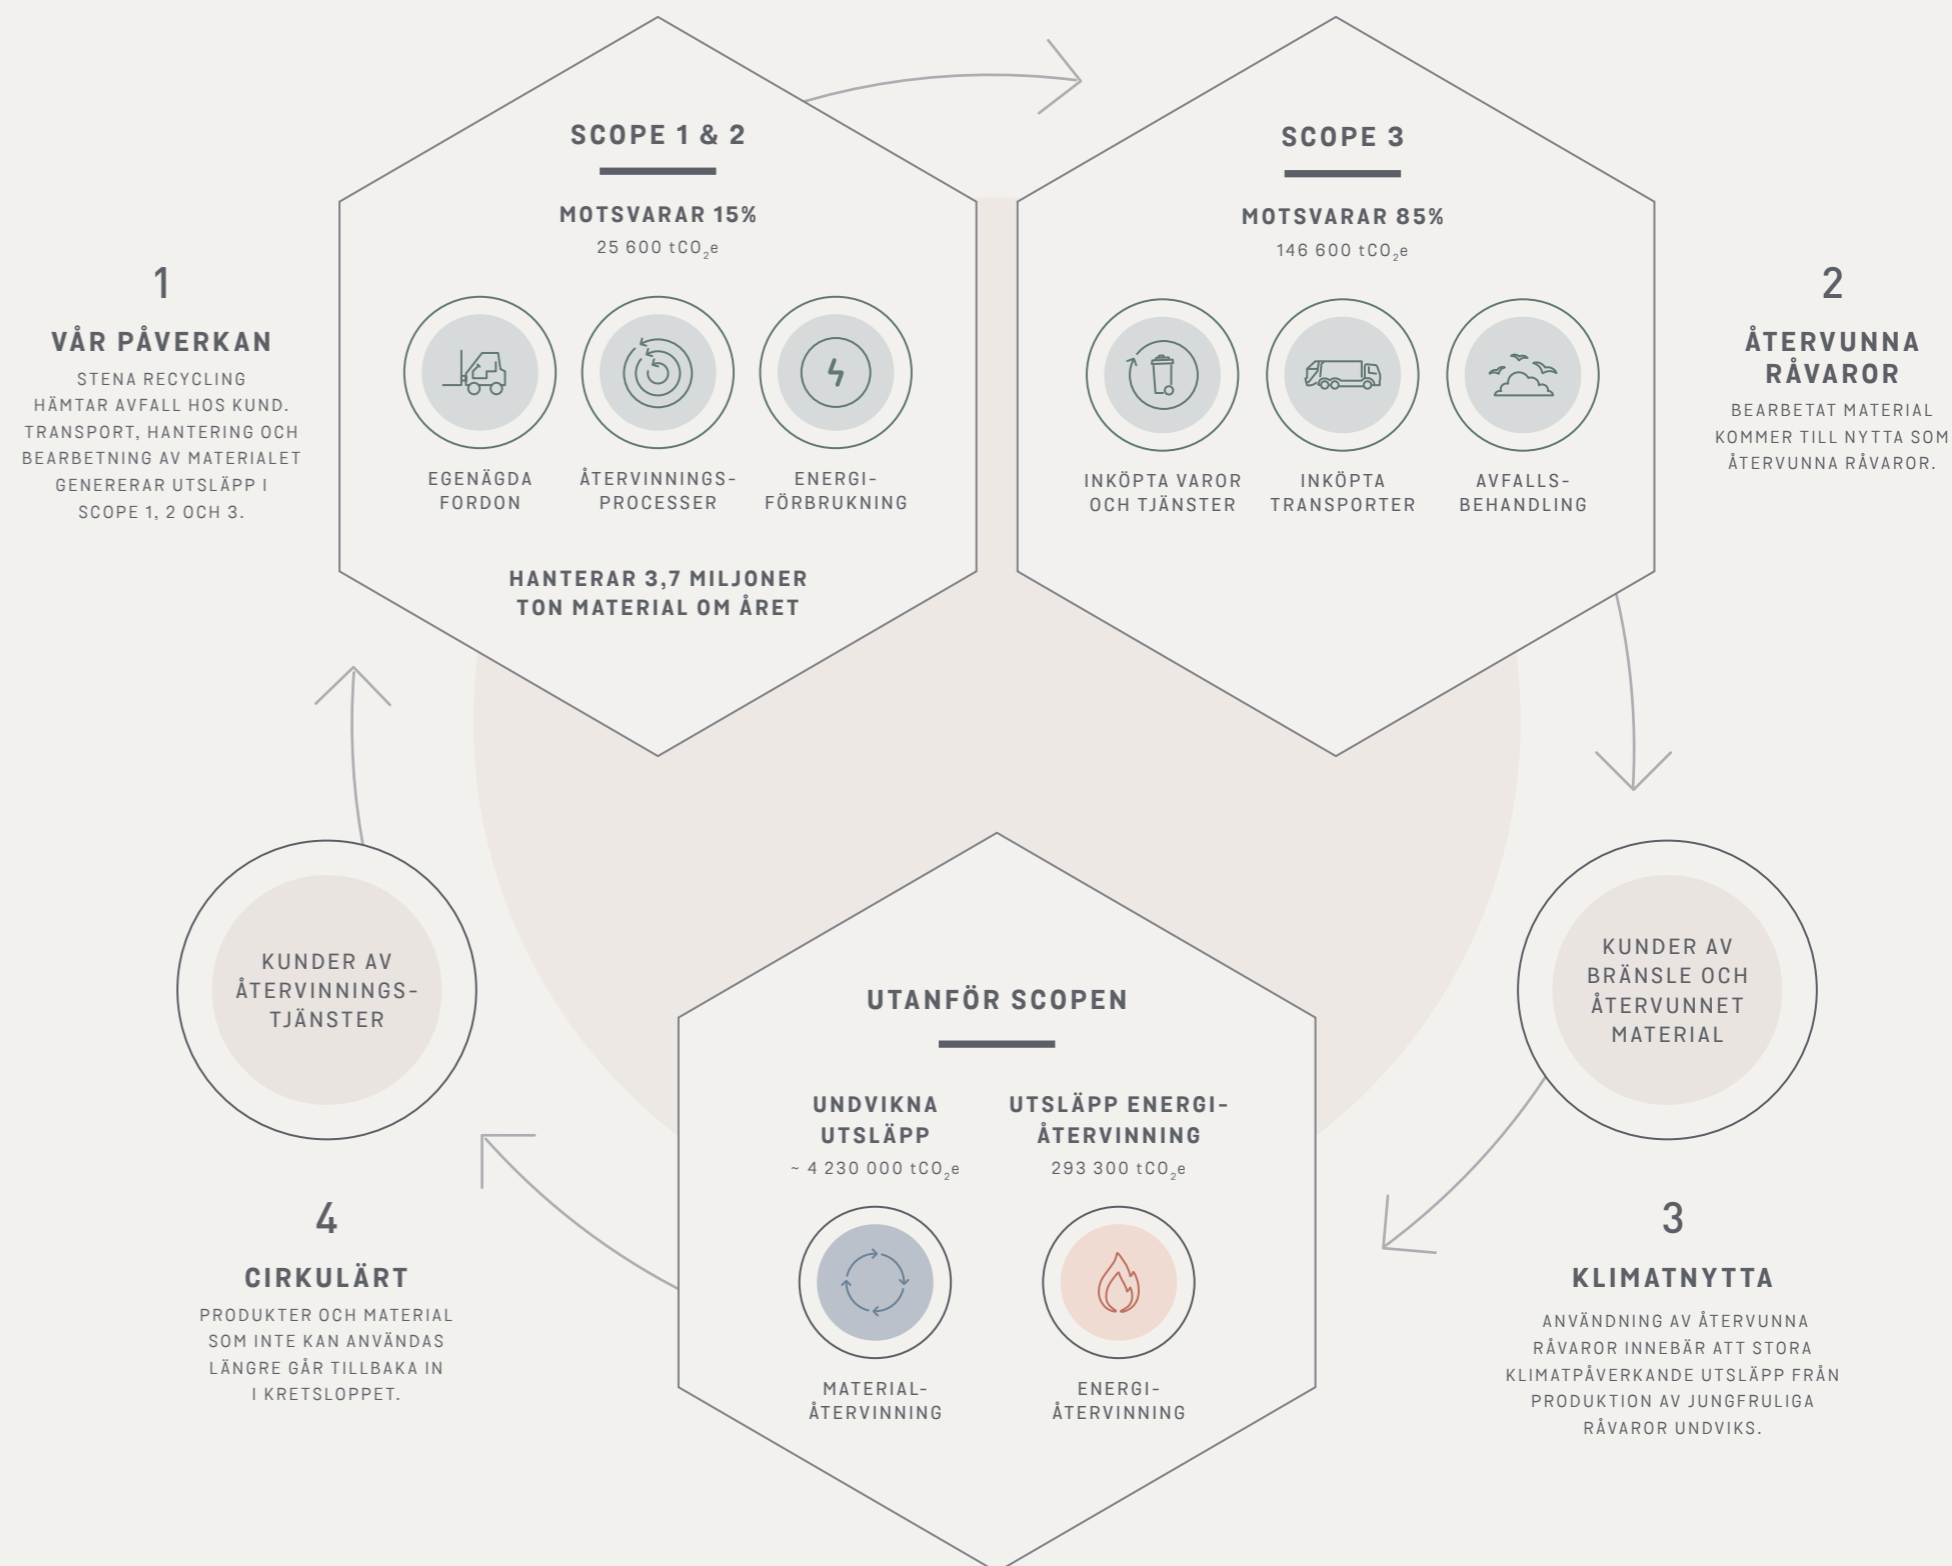 SCOPE 1 & 2
MOTSVARAR 15%
25 600 tCO₂e
EGENÄGDA
FORDON
ÅTERVINNINGS-
PROCESSER
ENERGI-
FÖRBRUKNING
HANTERAR 3,7 MILJONER
TON MATERIAL OM ÅRET
SCOPE 3
MOTSVARAR 85%
146 600 tCO₂e
INKÖPTA VAROR
OCH TJÄNSTER
INKÖPTA
TRANSPORTER
AVFALLS-
BEHANDLING
1
VÅR PÅVERKAN
STENA RECYCLING
HÄMTAR AVFALL HOS KUND.
TRANSPORT, HANTERING OCH
BEARBETNING AV MATERIALET
GENERERAR UTSLÄPP I
SCOPE 1, 2 OCH 3.
2
ÅTERVUNNA
RÅVAROR
BEARBETAT MATERIAL
KOMMER TILL NYTTA SOM
ÅTERVUNNA RÅVAROR.
KUNDER AV
ÅTERVINNINGS-
TJÄNSTER
KUNDER AV
BRÄNSLE OCH
ÅTERVUNNET
MATERIAL
UTANFÖR SCOPEN
UNDVIKNA
UTSLÄPP
~ 4 230 000 tCO₂e
MATERIAL-
ÅTERVINNING
UTSLÄPP ENERGI-
ÅTERVINNING
293 300 tCO₂e
ENERGI-
ÅTERVINNING
3
KLIMATNYTTA
ANVÄNDNING AV ÅTERVUNNA
RÅVAROR INNEBÄR ATT STORA
KLIMATPÅVERKANDE UTSLÄPP FRÅN
PRODUKTION AV JUNGFRULIGA
RÅVAROR UNDVIKS.
4
CIRKULÄRT
PRODUKTER OCH MATERIAL
SOM INTE KAN ANVÄNDAS
LÄNGRE GÅR TILLBAKA IN
I KRETSLOPPET.